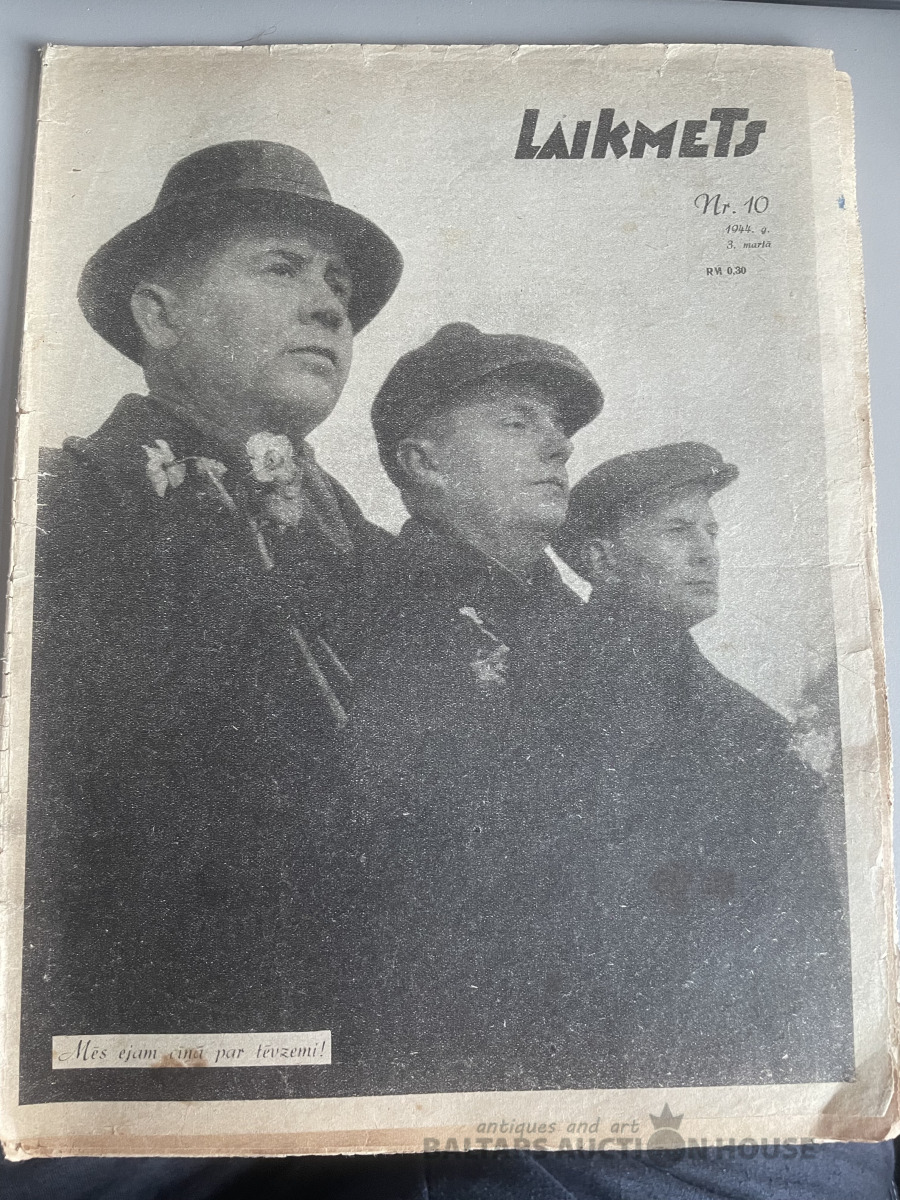 LAIKMETS
Nr. 10
1944. g.
3. martā
RM 0,30
Mēs ejam cīņā par tēvzemi!
antiques and art
BALTARS AUCTION HOUSE